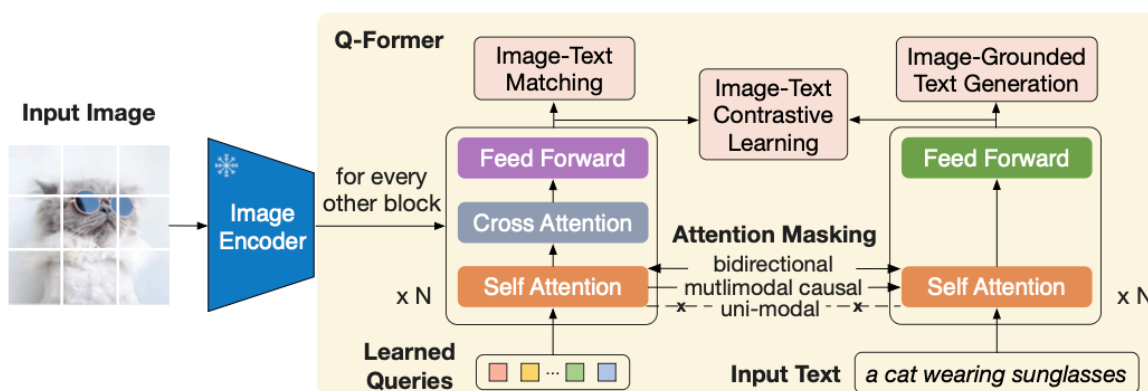 Q-Former
Image-Text
Matching
Image-Grounded
Text Generation
Image-Text
Contrastive
Learning
Input Image
Image
Encoder
for every
other block
Feed Forward
Cross Attention
Self Attention
x N
Attention Masking
bidirectional
mutlimodal causal
uni-modal
x
x
Feed Forward
Self Attention
x N
Learned
Queries
...
Input Text
a cat wearing sunglasses